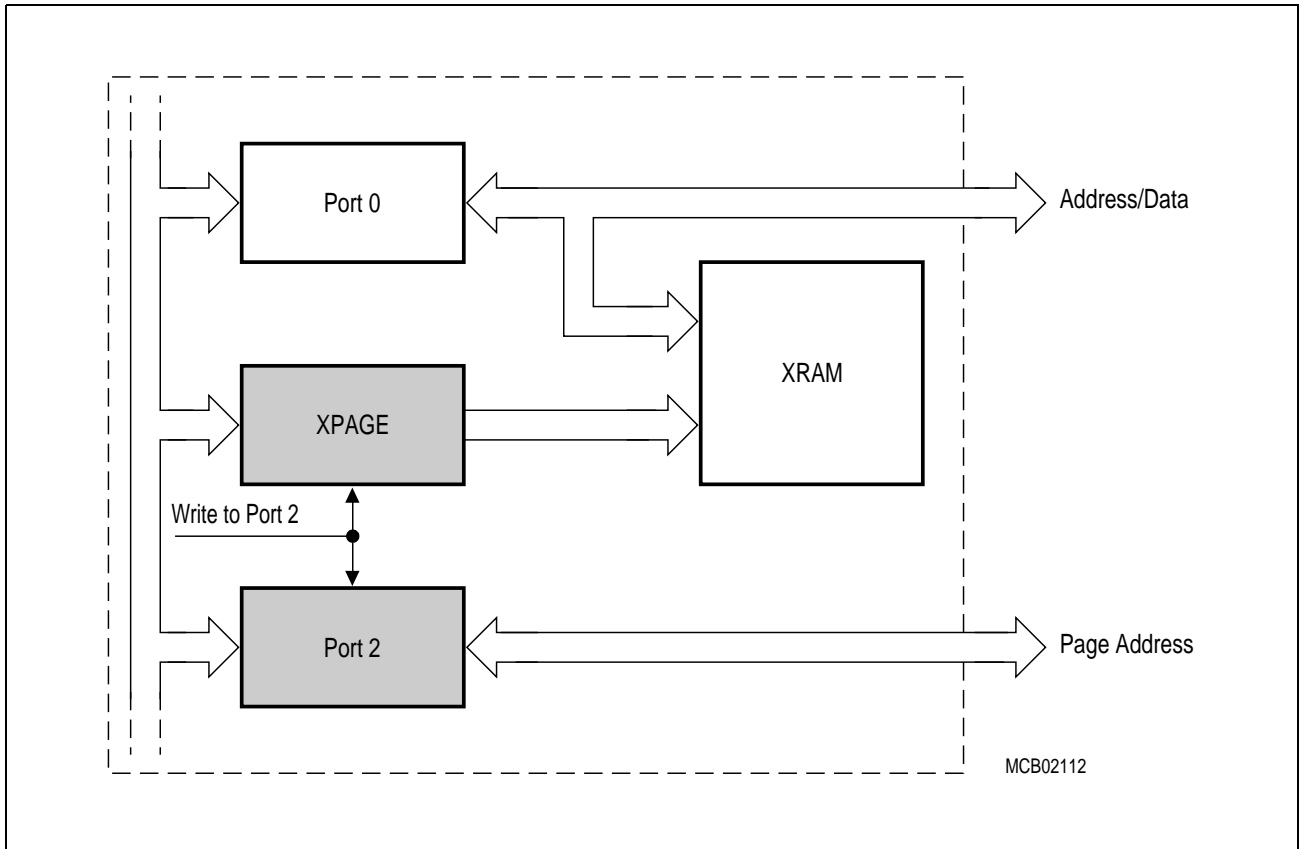 Port 0
Address/Data
XRAM
XPAGE
Write to Port 2
Port 2
Page Address
MCB02112